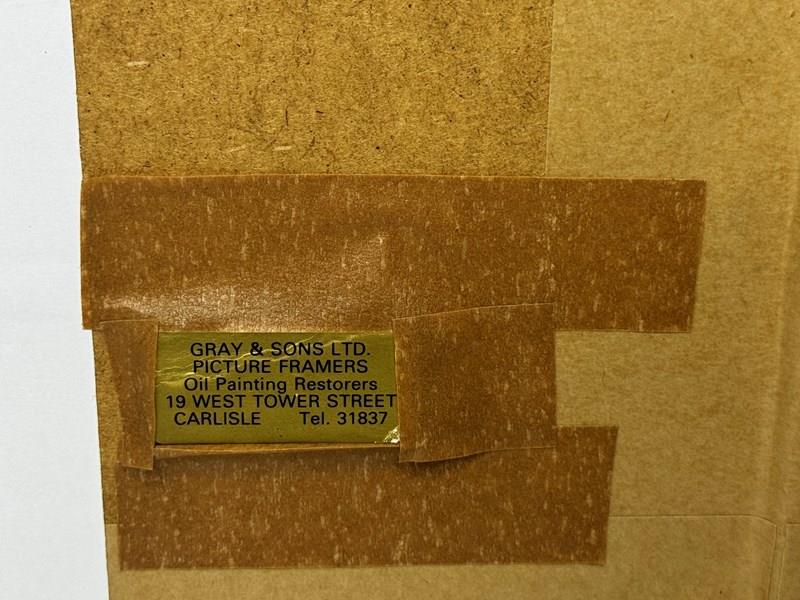 GRAY & SONS LTD.
PICTURE FRAMERS
Oil Painting Restorers
19 WEST TOWER STREET
CARLISLE Tel. 31837